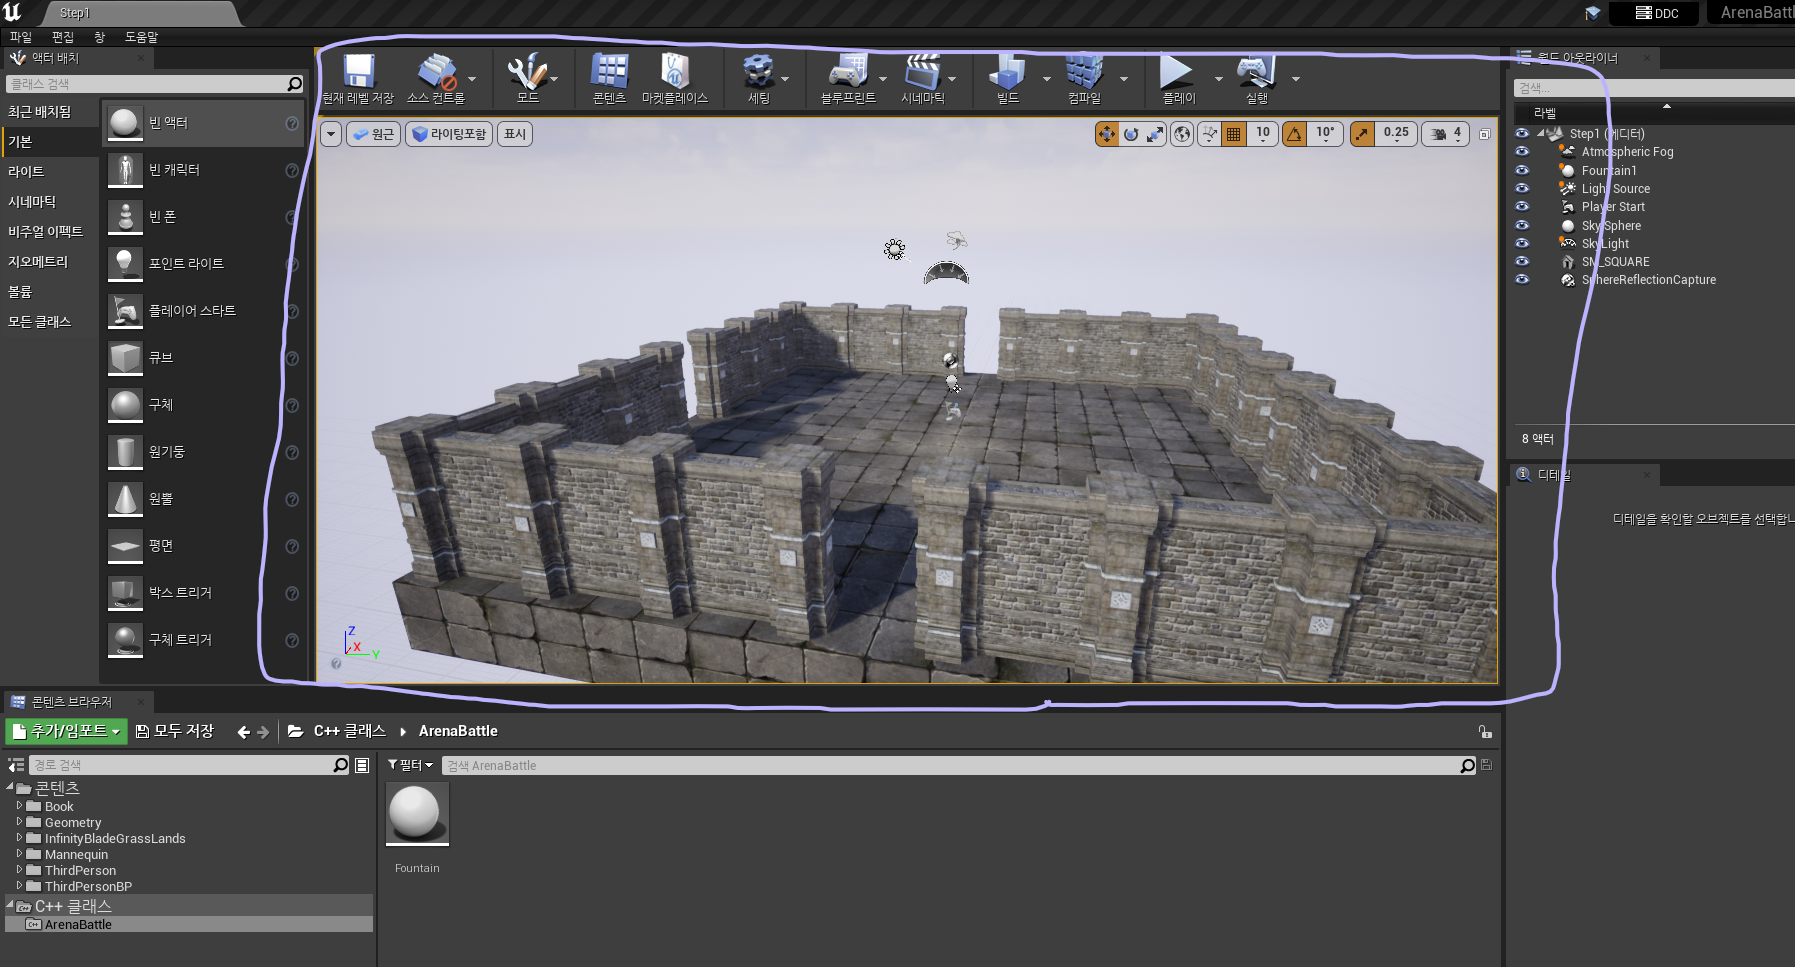 Step1
DDC
ArenaBattl
파일 편집 창 도움말
액터 배치
클래스 검색
최근 배치됨
기본
라이트
시네마틱
비주얼 이펙트
지오메트리
볼륨
모든 클래스
빈 액터
빈 캐릭터
빈 폰
포인트 라이트
플레이어 스타트
큐브
구체
원기둥
원뿔
평면
박스 트리거
구체 트리거
현재 레벨 저장 소스 컨트롤 모드 콘텐츠 마켓플레이스 세팅 블루프린트 시네마틱 빌드 컴파일 플레이 실행
원근 라이팅포함 표시
10 10° 0.25 4
Z
X
Y
월드 아웃라이너
검색...
라벨
Step1 (에디터)
Atmospheric Fog
Fountain1
Light Source
Player Start
Sky Sphere
SkyLight
SM_SQUARE
SphereReflectionCapture
8 액터
디테일
디테일을 확인할 오브젝트를 선택합니
콘텐츠 브라우저
추가/임포트 모두 저장 C++ 클래스 ArenaBattle
경로 검색
필터 검색 ArenaBattle
콘텐츠
Book
Geometry
InfinityBladeGrassLands
Mannequin
ThirdPerson
ThirdPersonBP
C++ 클래스
ArenaBattle
Fountain